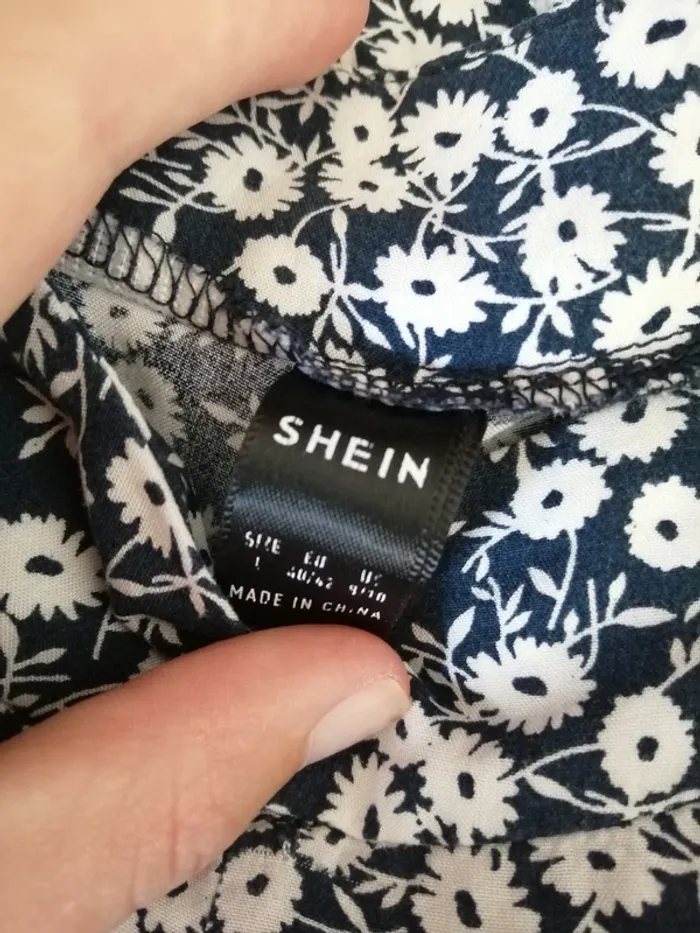 SHEIN
SIZE EU US
L 40/42 8/10
MADE IN CHINA